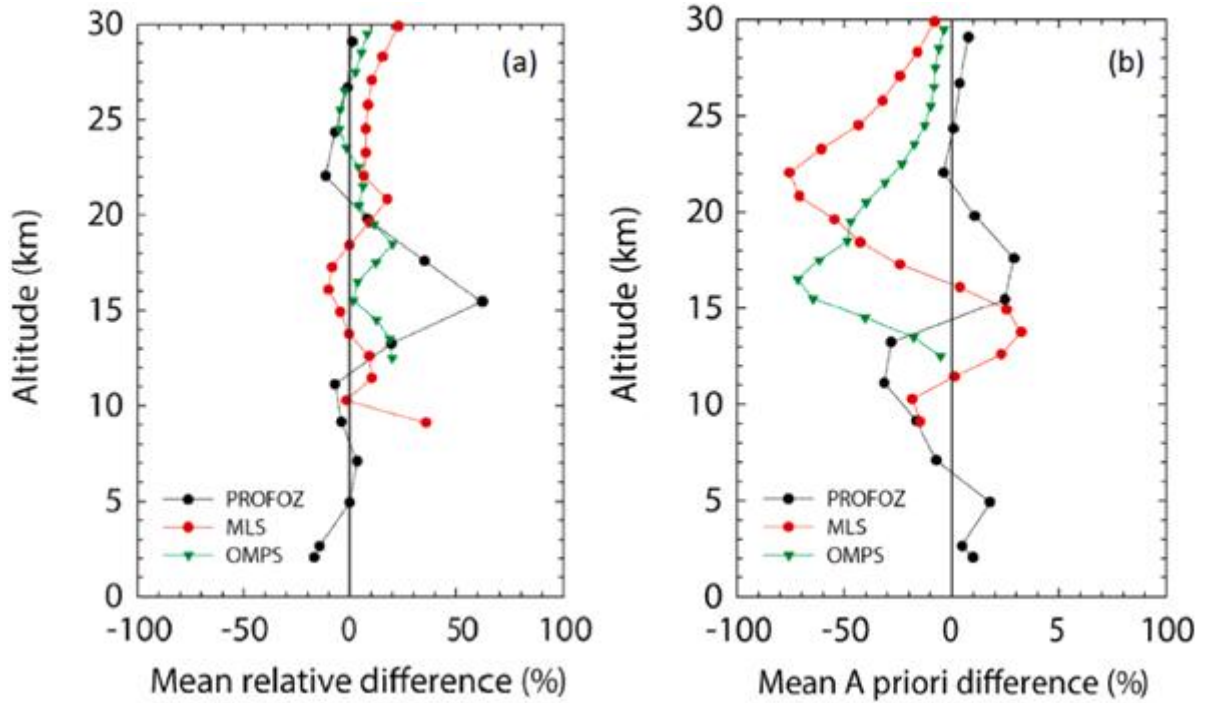 (a)
30
25
20
15
10
5
0
Altitude (km)
PROFOZ
MLS
OMPS
-100 -50 0 50 100
Mean relative difference (%)
(b)
30
25
20
15
10
5
0
Altitude (km)
PROFOZ
MLS
OMPS
-100 -50 0 5 100
Mean A priori difference (%)